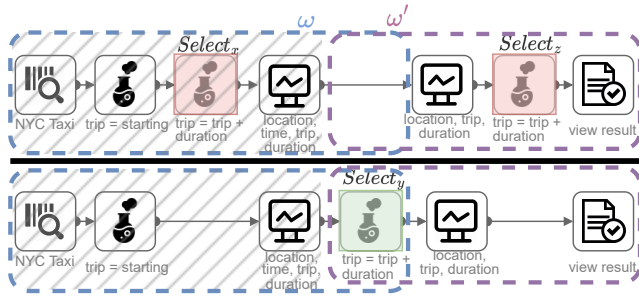 ω
ω'
Select_x
Select_z
NYC Taxi
trip = starting
trip = trip +
duration
location,
time, trip,
duration
location, trip,
duration
trip = trip +
duration
view result
Select_y
NYC Taxi
trip = starting
location,
time, trip,
duration
trip = trip +
duration
location,
trip, duration
view result